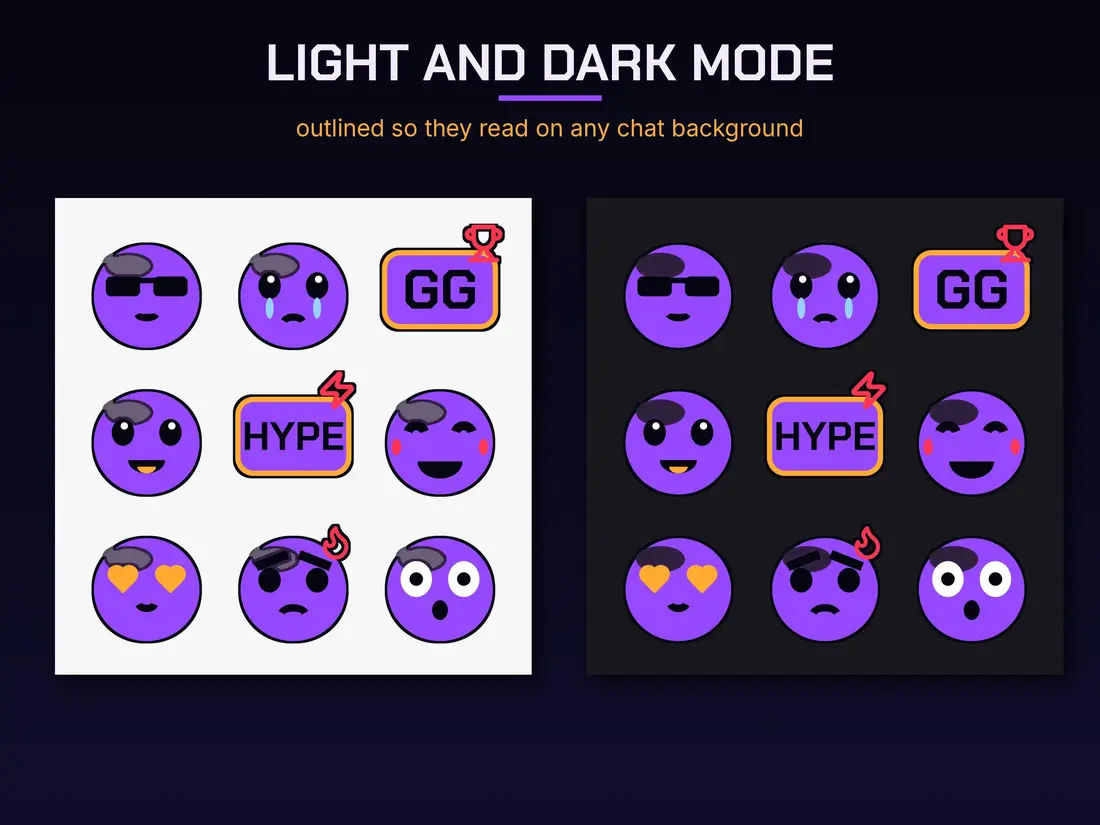 LIGHT AND DARK MODE
outlined so they read on any chat background
GG
HYPE
GG
HYPE